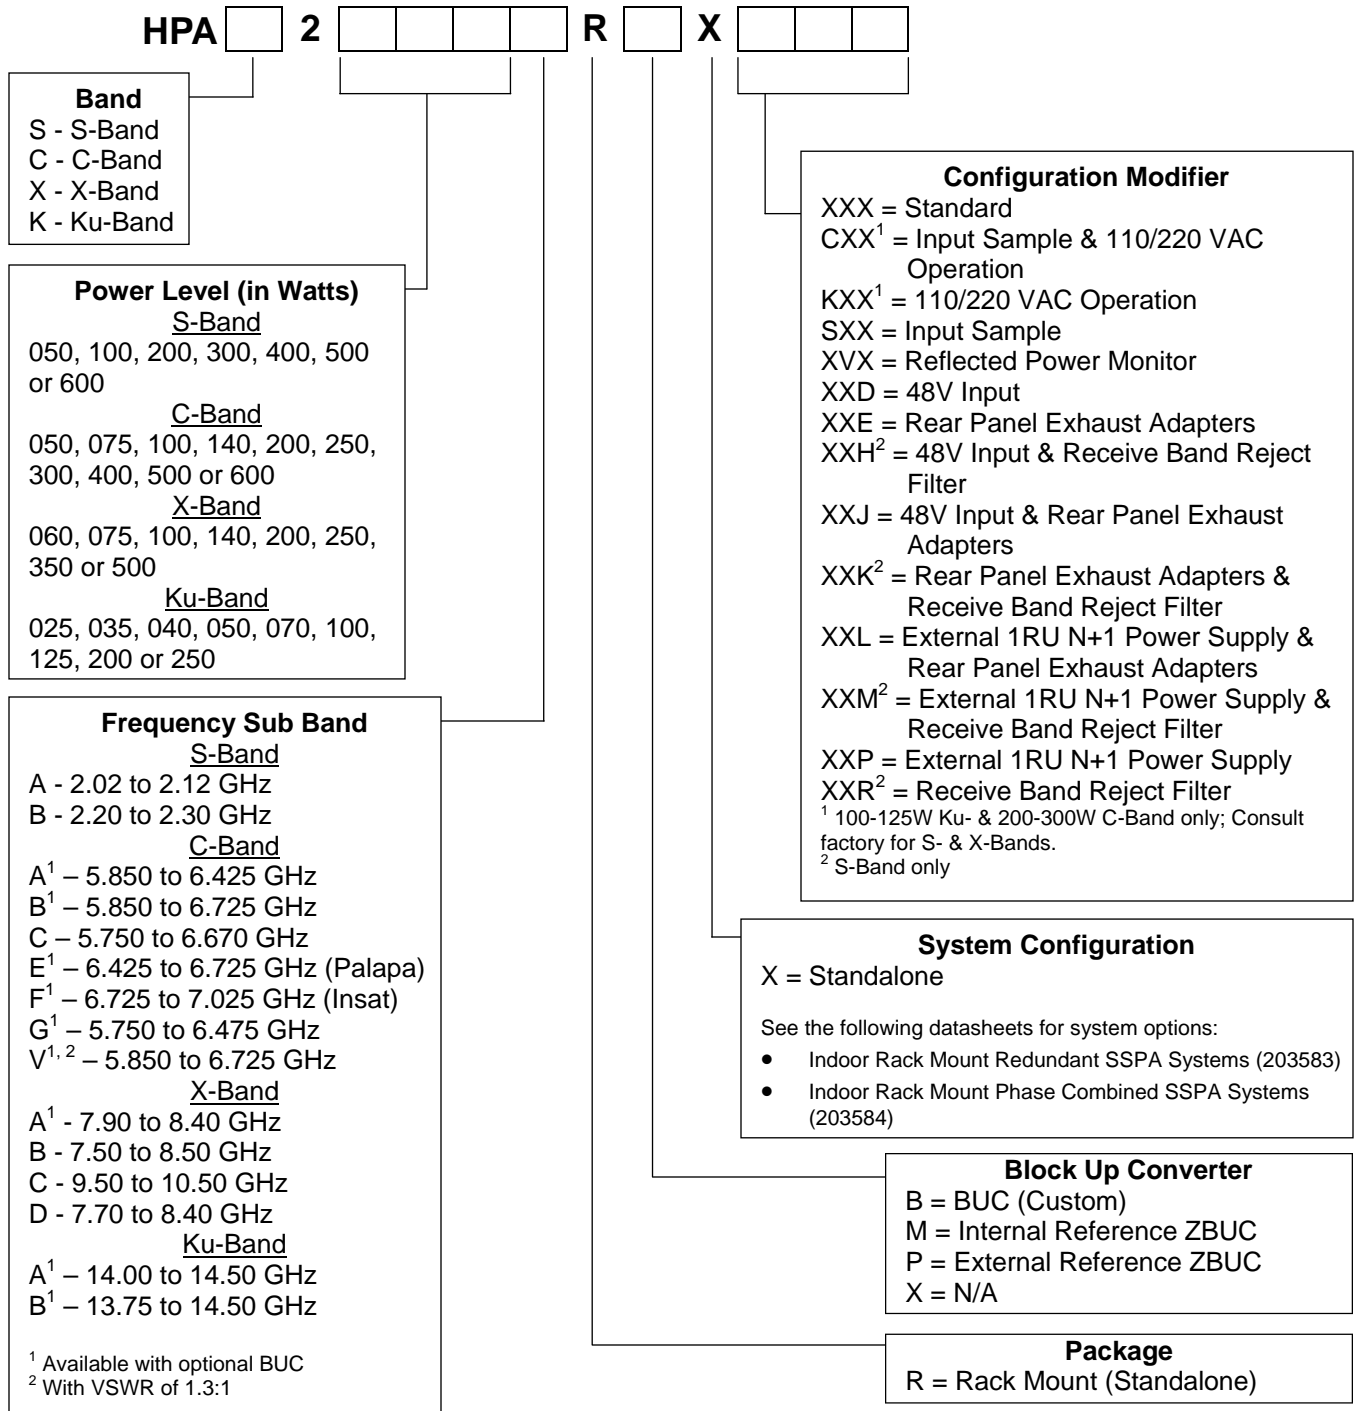 HPA 2 R X
Band
S - S-Band
C - C-Band
X - X-Band
K - Ku-Band
Power Level (in Watts)
S-Band
050, 100, 200, 300, 400, 500
or 600
C-Band
050, 075, 100, 140, 200, 250,
300, 400, 500 or 600
X-Band
060, 075, 100, 140, 200, 250,
350 or 500
Ku-Band
025, 035, 040, 050, 070, 100,
125, 200 or 250
Frequency Sub Band
S-Band
A - 2.02 to 2.12 GHz
B - 2.20 to 2.30 GHz
C-Band
A¹ – 5.850 to 6.425 GHz
B¹ – 5.850 to 6.725 GHz
C – 5.750 to 6.670 GHz
E¹ – 6.425 to 6.725 GHz (Palapa)
F¹ – 6.725 to 7.025 GHz (Insat)
G¹ – 5.750 to 6.475 GHz
V¹, ² – 5.850 to 6.725 GHz
X-Band
A¹ - 7.90 to 8.40 GHz
B - 7.50 to 8.50 GHz
C - 9.50 to 10.50 GHz
D - 7.70 to 8.40 GHz
Ku-Band
A¹ – 14.00 to 14.50 GHz
B¹ – 13.75 to 14.50 GHz
¹ Available with optional BUC
² With VSWR of 1.3:1
Configuration Modifier
XXX = Standard
CXX¹ = Input Sample & 110/220 VAC
Operation
KXX¹ = 110/220 VAC Operation
SXX = Input Sample
XVX = Reflected Power Monitor
XXD = 48V Input
XXE = Rear Panel Exhaust Adapters
XXH² = 48V Input & Receive Band Reject
Filter
XXJ = 48V Input & Rear Panel Exhaust
Adapters
XXK² = Rear Panel Exhaust Adapters &
Receive Band Reject Filter
XXL = External 1RU N+1 Power Supply &
Rear Panel Exhaust Adapters
XXM² = External 1RU N+1 Power Supply &
Receive Band Reject Filter
XXP = External 1RU N+1 Power Supply
XXR² = Receive Band Reject Filter
¹ 100-125W Ku- & 200-300W C-Band only; Consult
factory for S- & X-Bands.
² S-Band only
System Configuration
X = Standalone
See the following datasheets for system options:
• Indoor Rack Mount Redundant SSPA Systems (203583)
• Indoor Rack Mount Phase Combined SSPA Systems
(203584)
Block Up Converter
B = BUC (Custom)
M = Internal Reference ZBUC
P = External Reference ZBUC
X = N/A
Package
R = Rack Mount (Standalone)